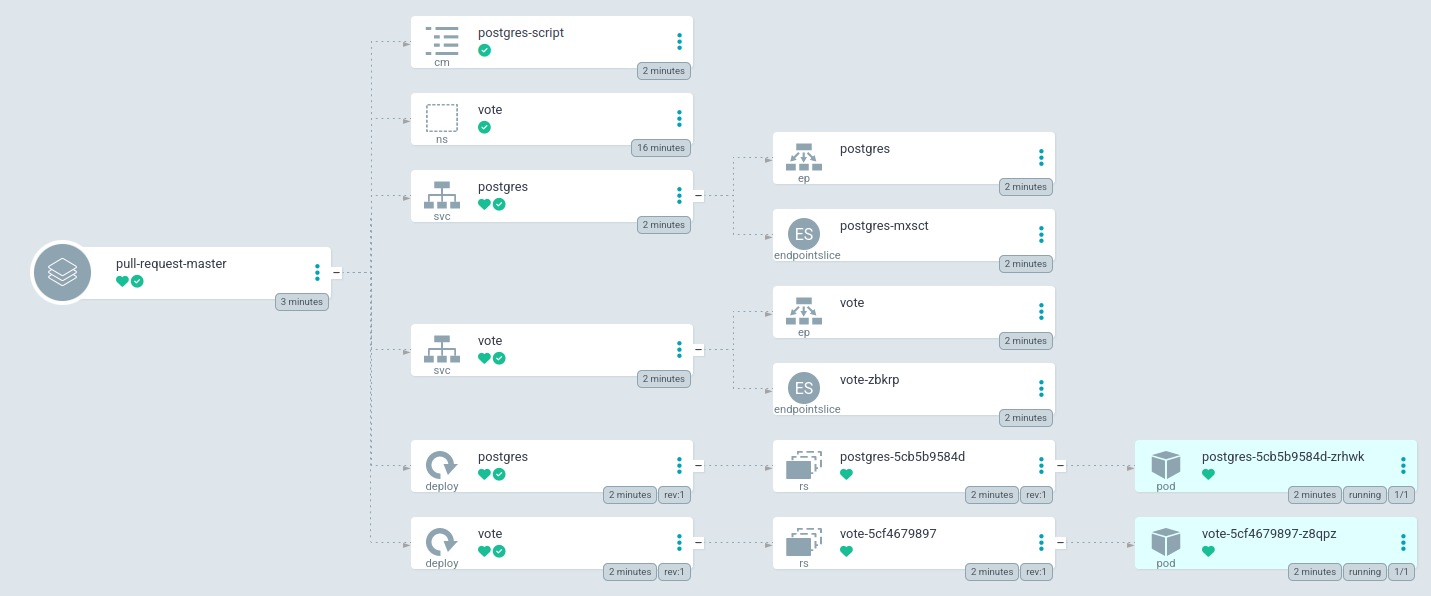 pull-request-master
3 minutes
postgres-script
cm
2 minutes
vote
ns
16 minutes
postgres
svc
2 minutes
postgres
ep
2 minutes
ES
postgres-mxsct
endpointslice
2 minutes
vote
svc
2 minutes
vote
ep
2 minutes
ES
vote-zbkrp
endpointslice
2 minutes
postgres
deploy
2 minutes rev:1
postgres-5cb5b9584d
rs
2 minutes rev:1
postgres-5cb5b9584d-zrhwk
pod
2 minutes running 1/1
vote
deploy
2 minutes rev:1
vote-5cf4679897
rs
2 minutes rev:1
vote-5cf4679897-z8qpz
pod
2 minutes running 1/1